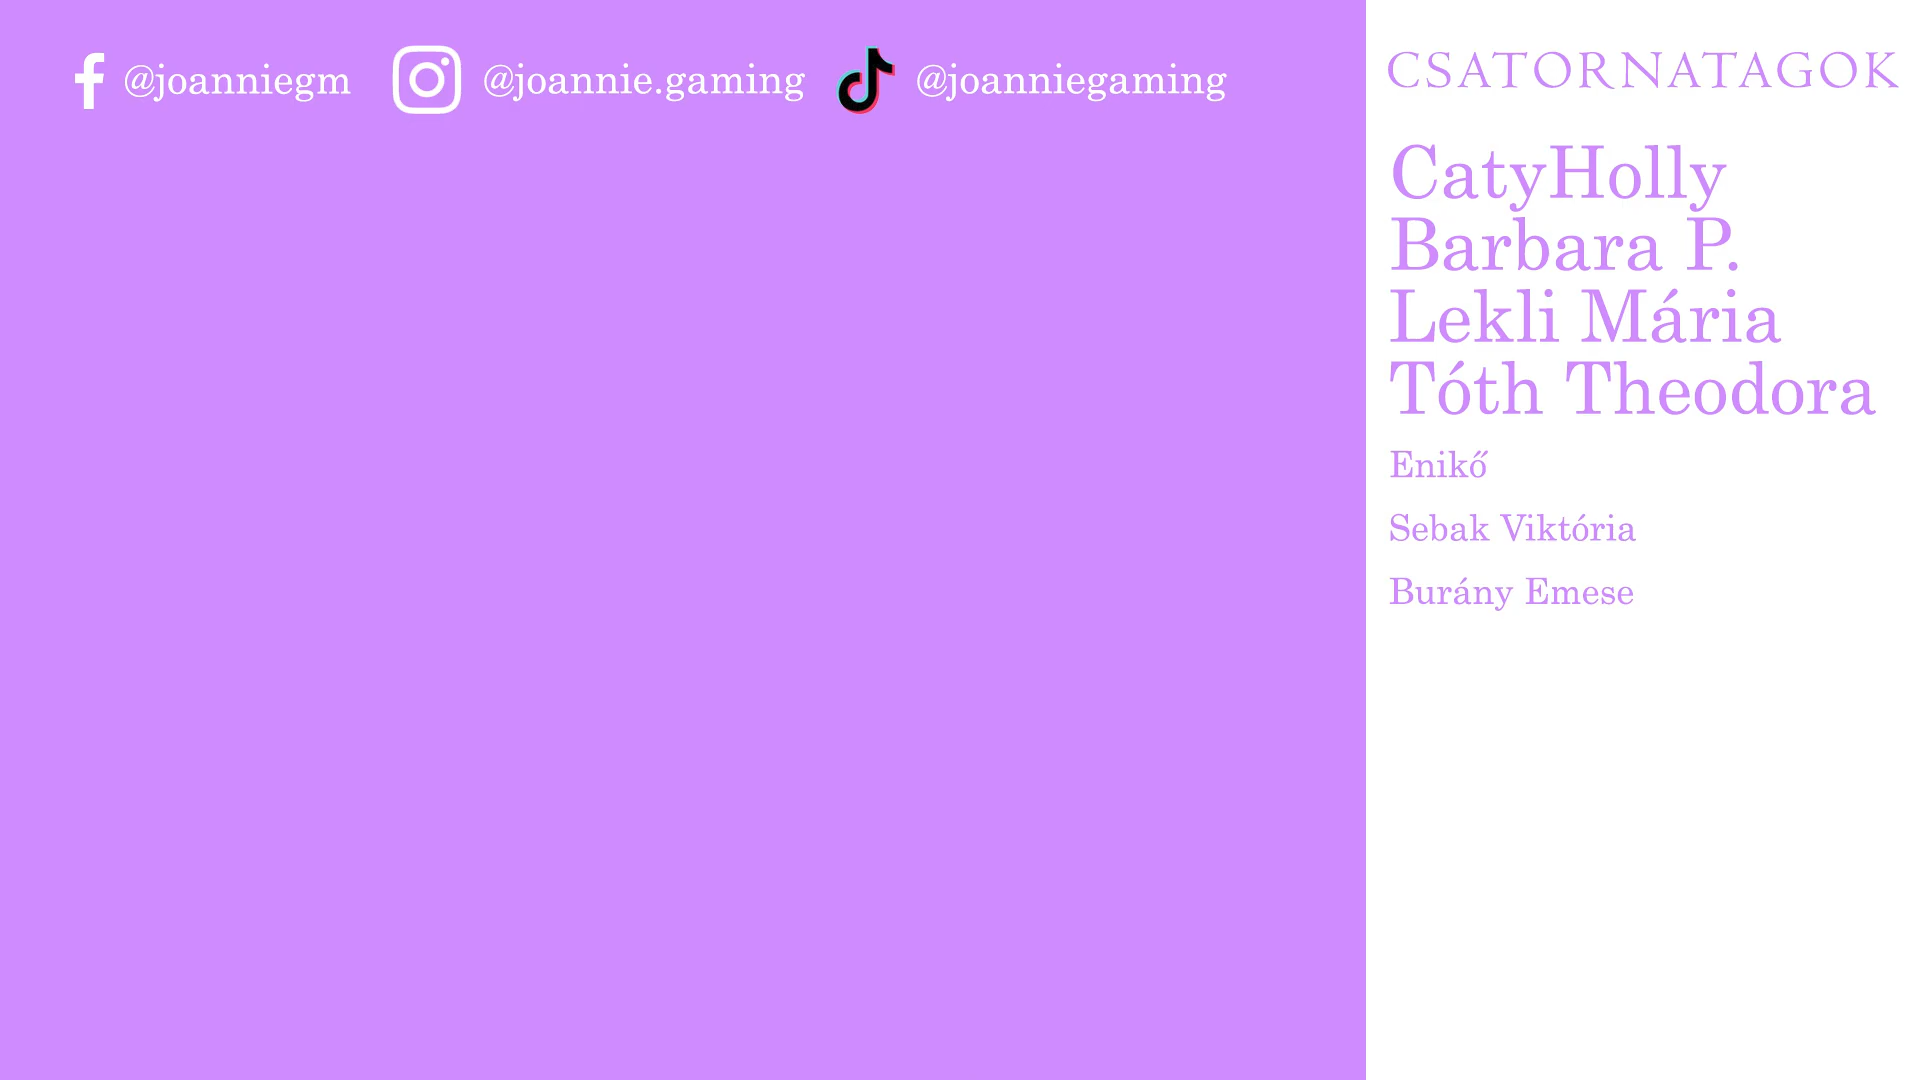 @joanniegm @joannie.gaming @joanniegaming
CSATORNATAGOK
CatyHolly
Barbara P.
Lekli Mária
Tóth Theodora
Enikő
Sebak Viktória
Burány Emese